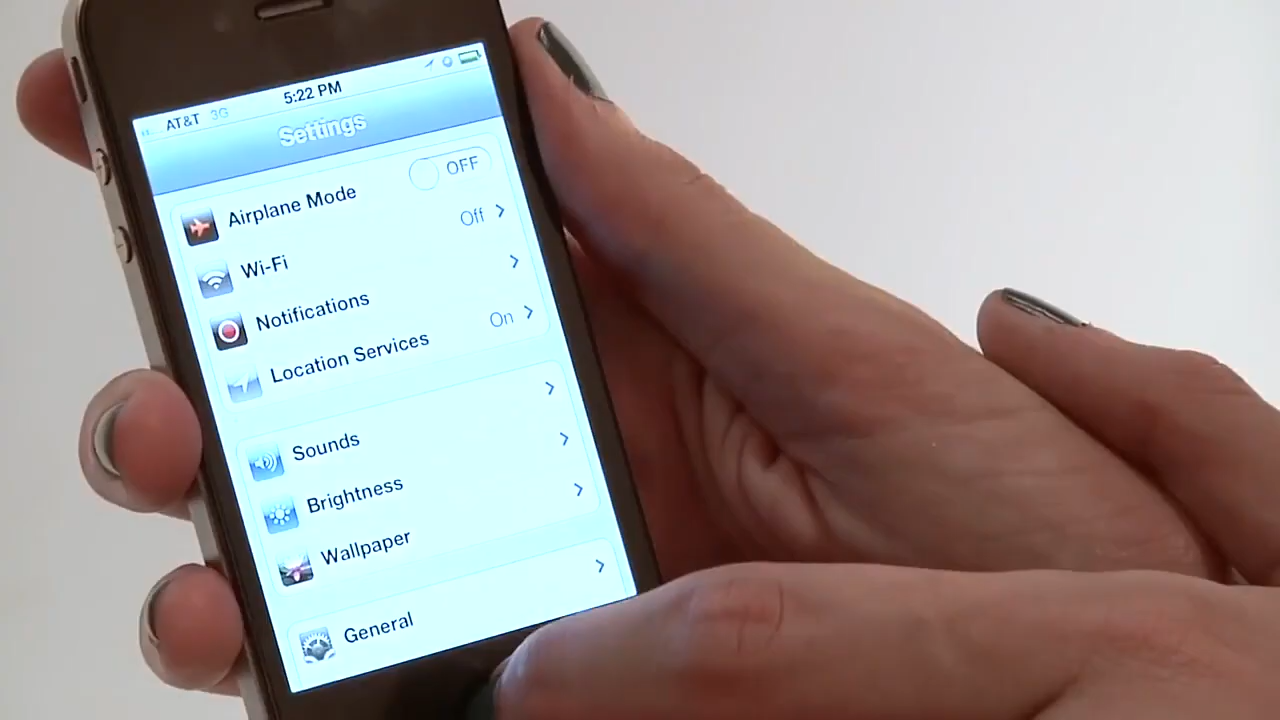 AT&T 3G 5:22 PM
Settings
Airplane Mode OFF
Wi-Fi Off
Notifications
Location Services On
Sounds
Brightness
Wallpaper
General